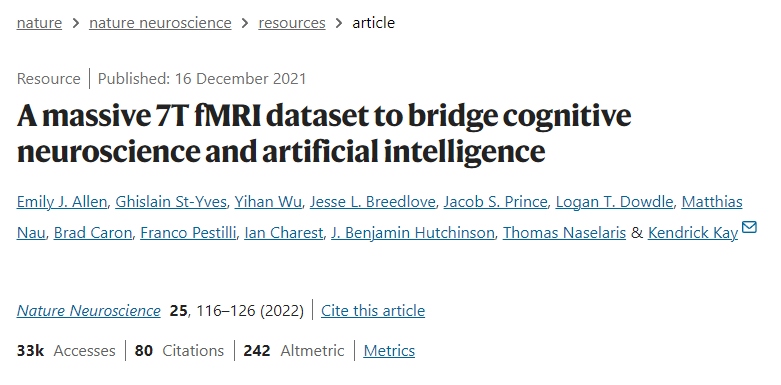 nature > nature neuroscience > resources > article
Resource | Published: 16 December 2021
A massive 7T fMRI dataset to bridge cognitive
neuroscience and artificial intelligence
Emily J. Allen, Ghislain St-Yves, Yihan Wu, Jesse L. Breedlove, Jacob S. Prince, Logan T. Dowdle, Matthias
Nau, Brad Caron, Franco Pestilli, Ian Charest, J. Benjamin Hutchinson, Thomas Naselaris & Kendrick Kay
Nature Neuroscience 25, 116–126 (2022) | Cite this article
33k Accesses | 80 Citations | 242 Altmetric | Metrics